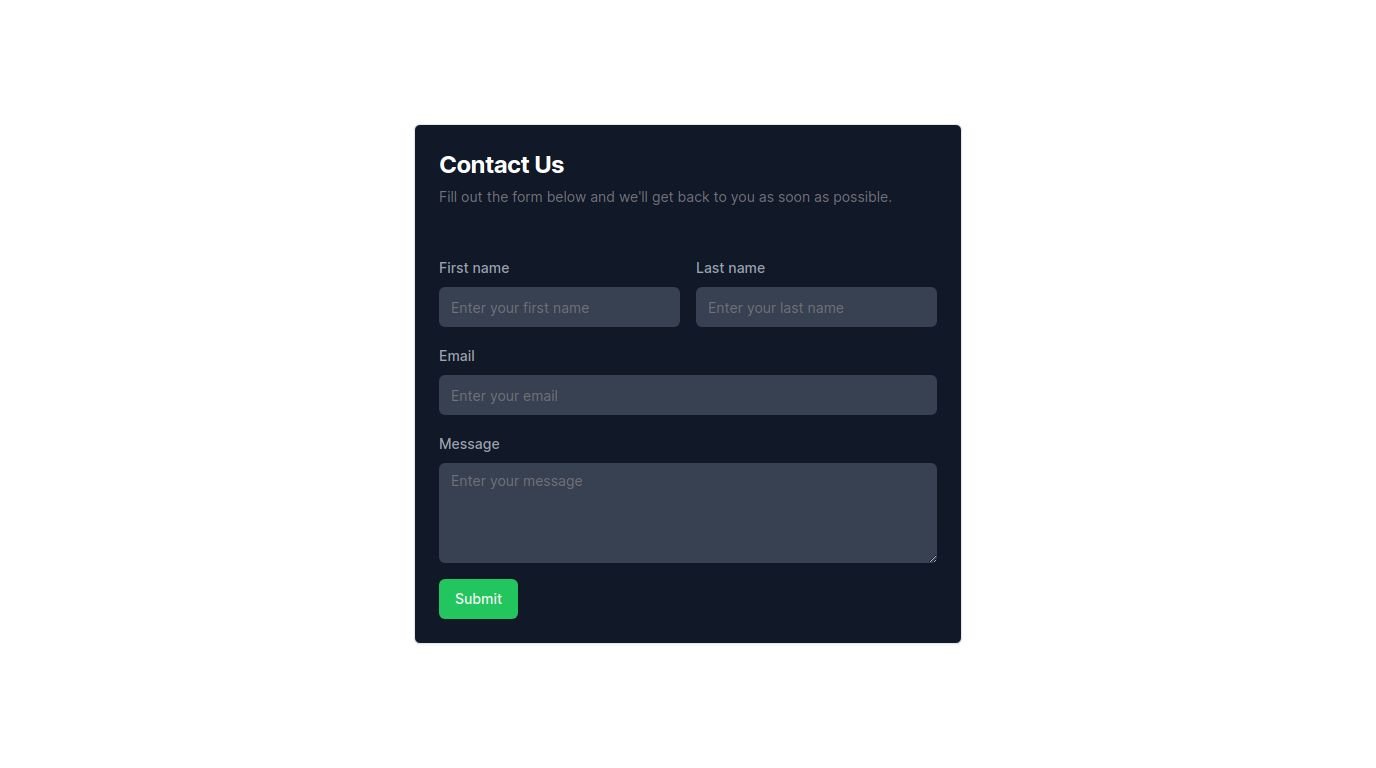 Contact Us
Fill out the form below and we'll get back to you as soon as possible.
First name
Last name
Enter your first name
Enter your last name
Email
Enter your email
Message
Enter your message
Submit